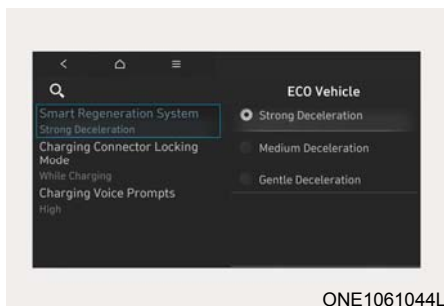 Smart Regeneration System
Strong Deceleration
Charging Connector Locking
Mode
While Charging
Charging Voice Prompts
High
ECO Vehicle
Strong Deceleration
Medium Deceleration
Gentle Deceleration
ONE1061044L